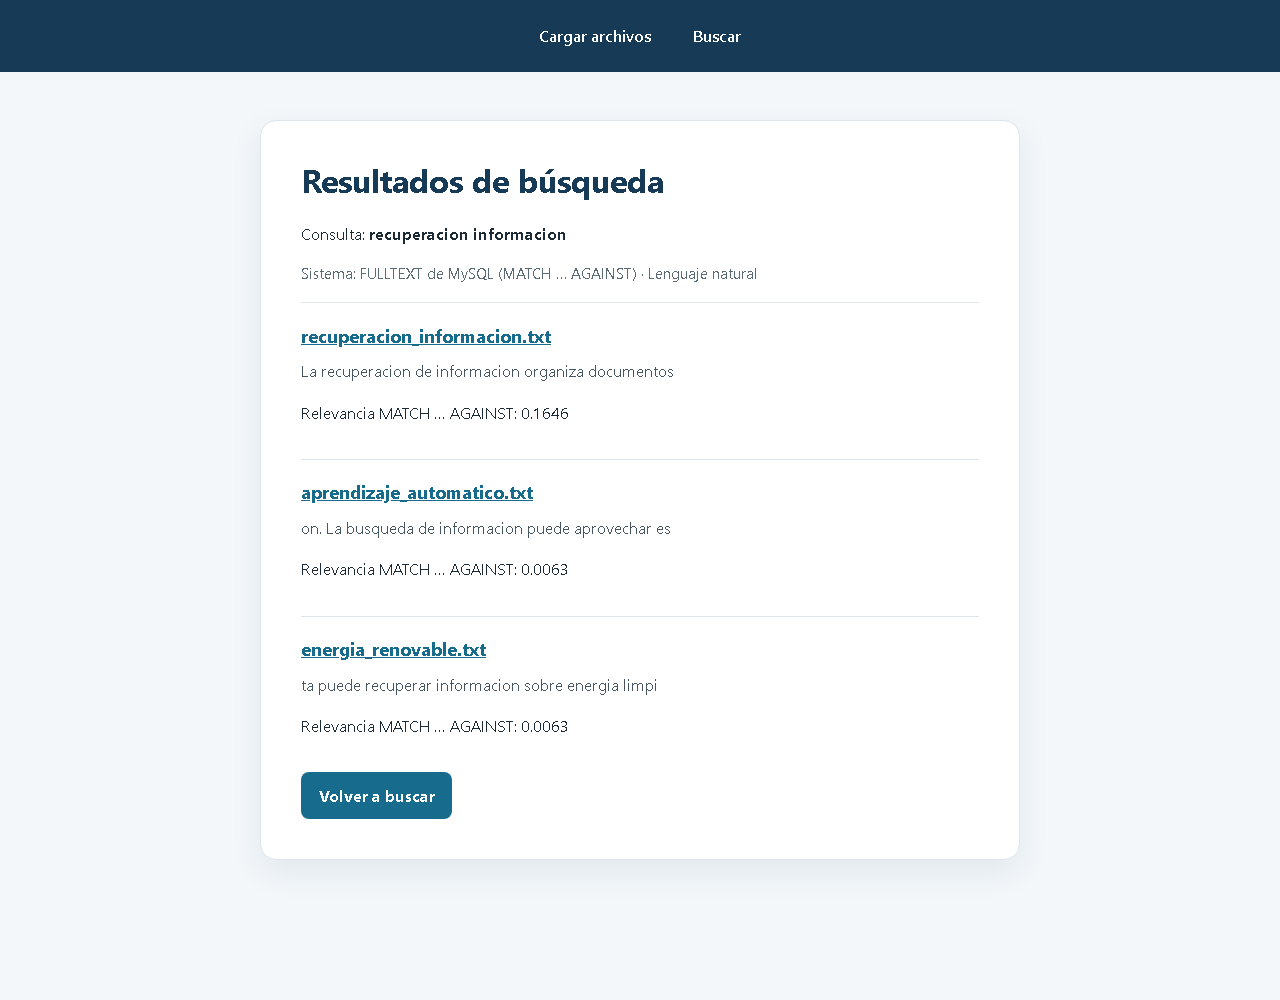 Cargar archivos Buscar
Resultados de búsqueda
Consulta: recuperacion informacion
Sistema: FULLTEXT de MySQL (MATCH ... AGAINST) · Lenguaje natural
recuperacion_informacion.txt
La recuperacion de informacion organiza documentos
Relevancia MATCH ... AGAINST: 0.1646
aprendizaje_automatico.txt
on. La busqueda de informacion puede aprovechar es
Relevancia MATCH ... AGAINST: 0.0063
energia_renovable.txt
ta puede recuperar informacion sobre energia limpi
Relevancia MATCH ... AGAINST: 0.0063
Volver a buscar